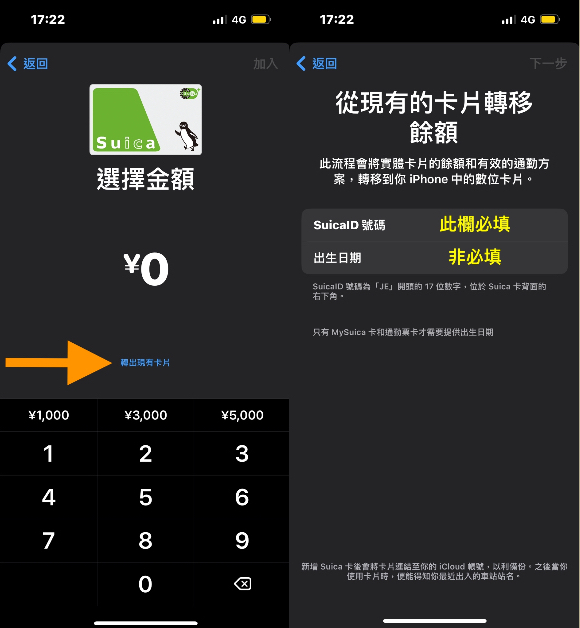 17:22
4G
返回
加入
Suica
選擇金額
¥0
轉出現有卡片
¥1,000
¥3,000
¥5,000
1
2
3
4
5
6
7
8
9
0
17:22
4G
返回
下一步
從現有的卡片轉移
餘額
此流程會將實體卡片的餘額和有效的通勤方
案，轉移到你 iPhone 中的數位卡片。
SuicaID 號碼
此欄必填
出生日期
非必填
SuicaID 號碼為「JE」開頭的 17 位數字，位於 Suica 卡背面的
右下角。
只有 MySuica 卡和通勤票卡才需要提供出生日期
新增 Suica 卡後會將卡片連結至你的 iCloud 帳號，以利備份。之後當你
使用卡片時，便能得知你最近出入的車站站名。